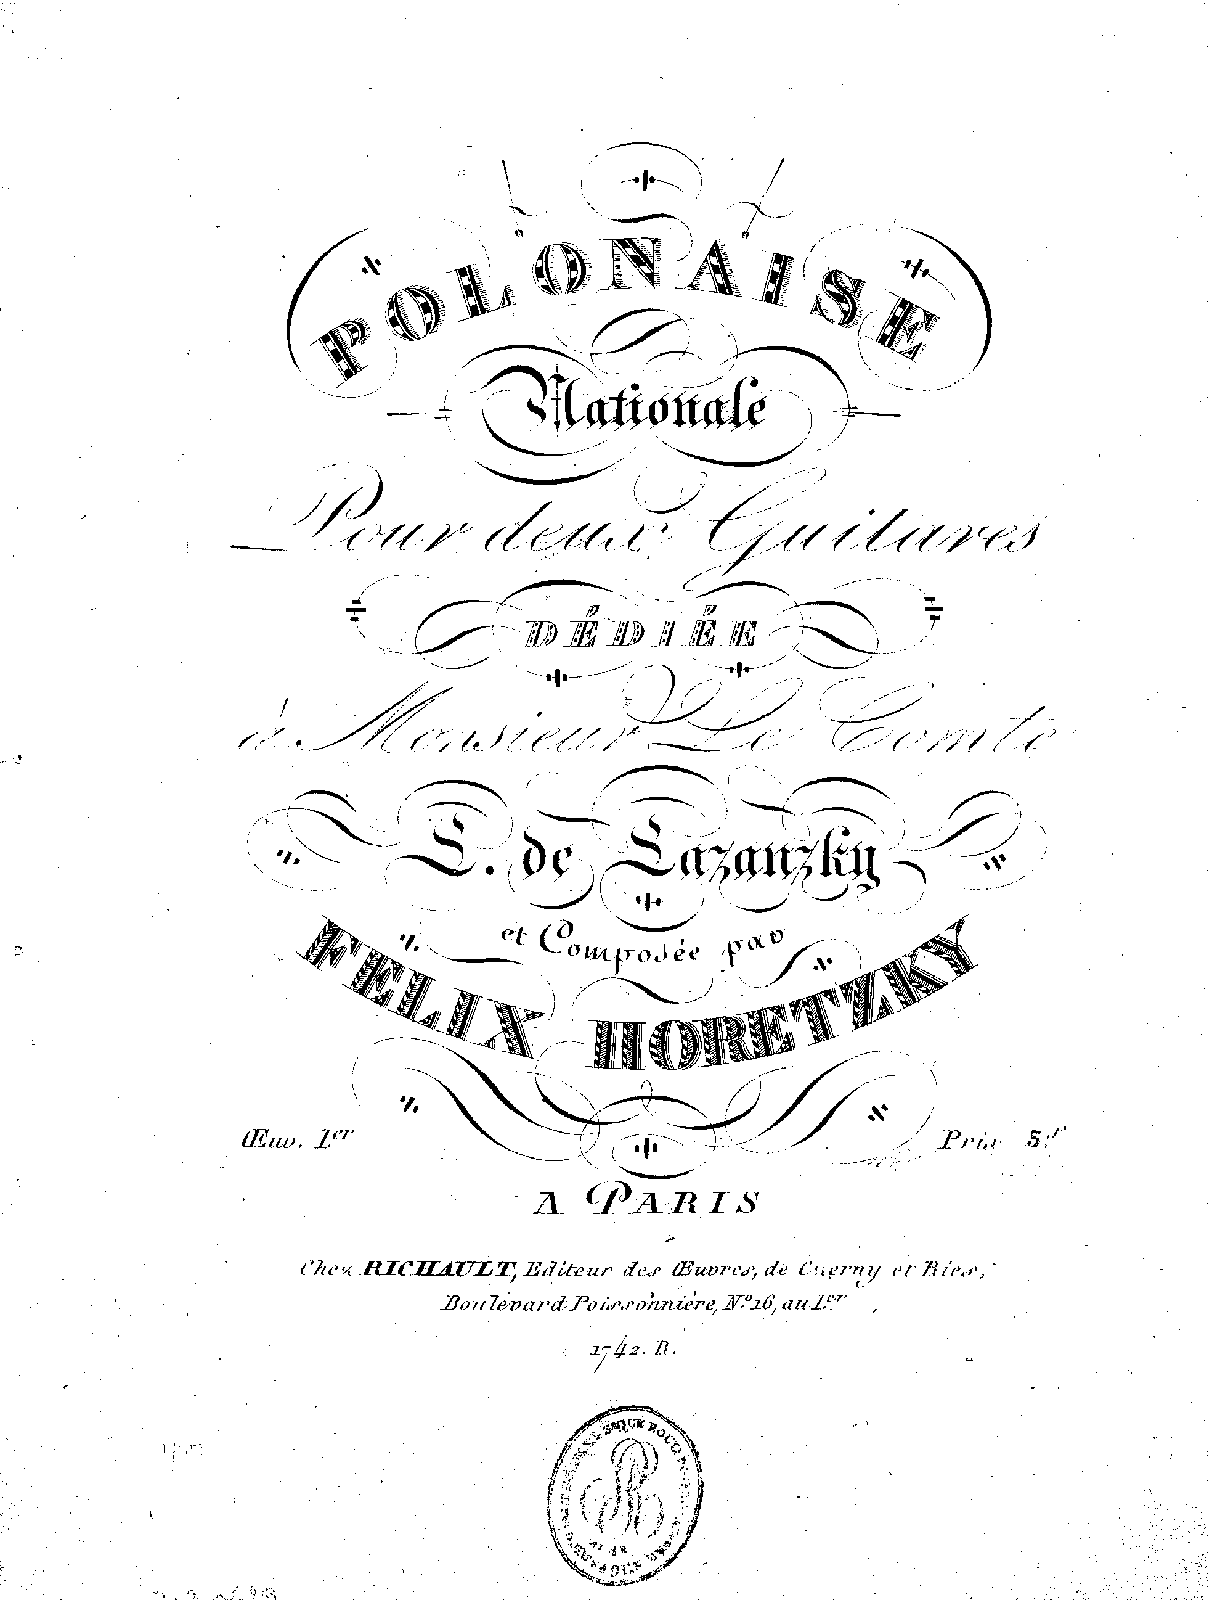 POLONAISE
Nationale
Pour deux Guitares
DÉDIÉE
à Monsieur Le Comte
L. de Lazanzky
et Composée par
FELIX HORETZKY
Œuv. 1.er Prix 3.f
A PARIS
Chez RICHAULT, Editeur des Œuvres, de Czerny et Ries,
Boulevard Poissonnière, N.o 16, au 1.er
1742. R.